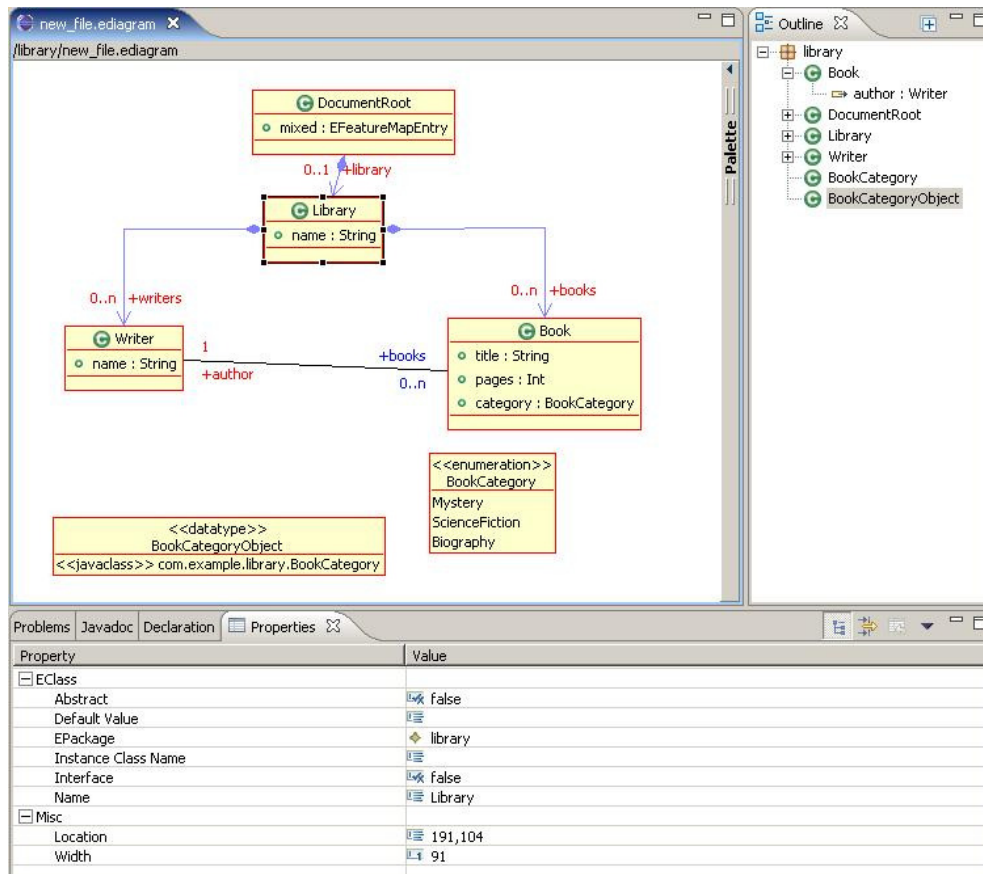 new_file.ediagram
/library/new_file.ediagram
DocumentRoot
mixed : EFeatureMapEntry
0..1 +library
Library
name : String
0..n +writers
0..n +books
Writer
name : String
1
+author
+books
0..n
Book
title : String
pages : Int
category : BookCategory
<<enumeration>>
BookCategory
Mystery
ScienceFiction
Biography
<<datatype>>
BookCategoryObject
<<javaclass>> com.example.library.BookCategory
Palette
Outline
library
Book
author : Writer
DocumentRoot
Library
Writer
BookCategory
BookCategoryObject
Problems Javadoc Declaration Properties
Property Value
EClass
Abstract false
Default Value
EPackage library
Instance Class Name
Interface false
Name Library
Misc
Location 191,104
Width 91